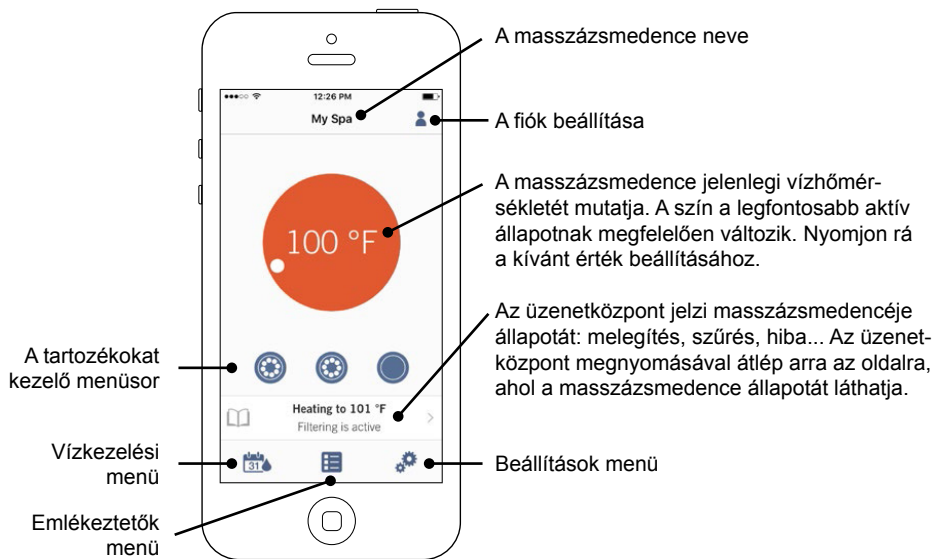 A masszázsmedence neve
12:26 PM
My Spa
A fiók beállítása
A masszázsmedence jelenlegi vízhőmér-
sékletét mutatja. A szín a legfontosabb aktív
állapotnak megfelelően változik. Nyomjon rá
a kívánt érték beállításához.
100 °F
Az üzenetközpont jelzi masszázsmedencéje
állapotát: melegítés, szűrés, hiba... Az üzenet-
központ megnyomásával átlép arra az oldalra,
ahol a masszázsmedence állapotát láthatja.
A tartozékokat
kezelő menüsor
Heating to 101 °F
Filtering is active
Vízkezelési
menü
31
Beállítások menü
Emlékeztetők
menü